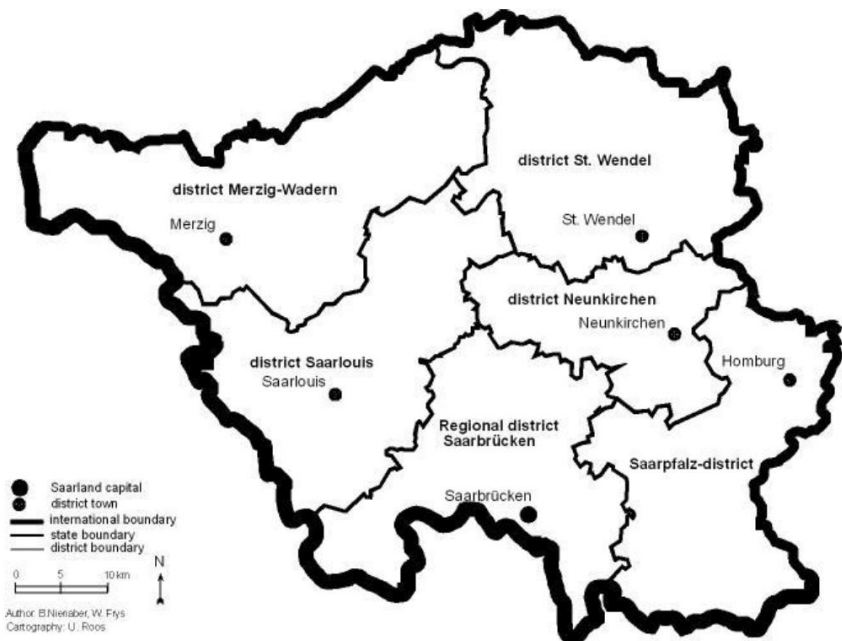 district St. Wendel
district Merzig-Wadern
Merzig
St. Wendel
district Neunkirchen
Neunkirchen
district Saarlouis
Saarlouis
Homburg
Regional district
Saarbrücken
Saarpfalz-district
Saarbrücken
Saarland capital
district town
international boundary
state boundary
district boundary
N
0 5 10 km
Author: B.Nienaber, W. Frys
Cartography: U. Roos